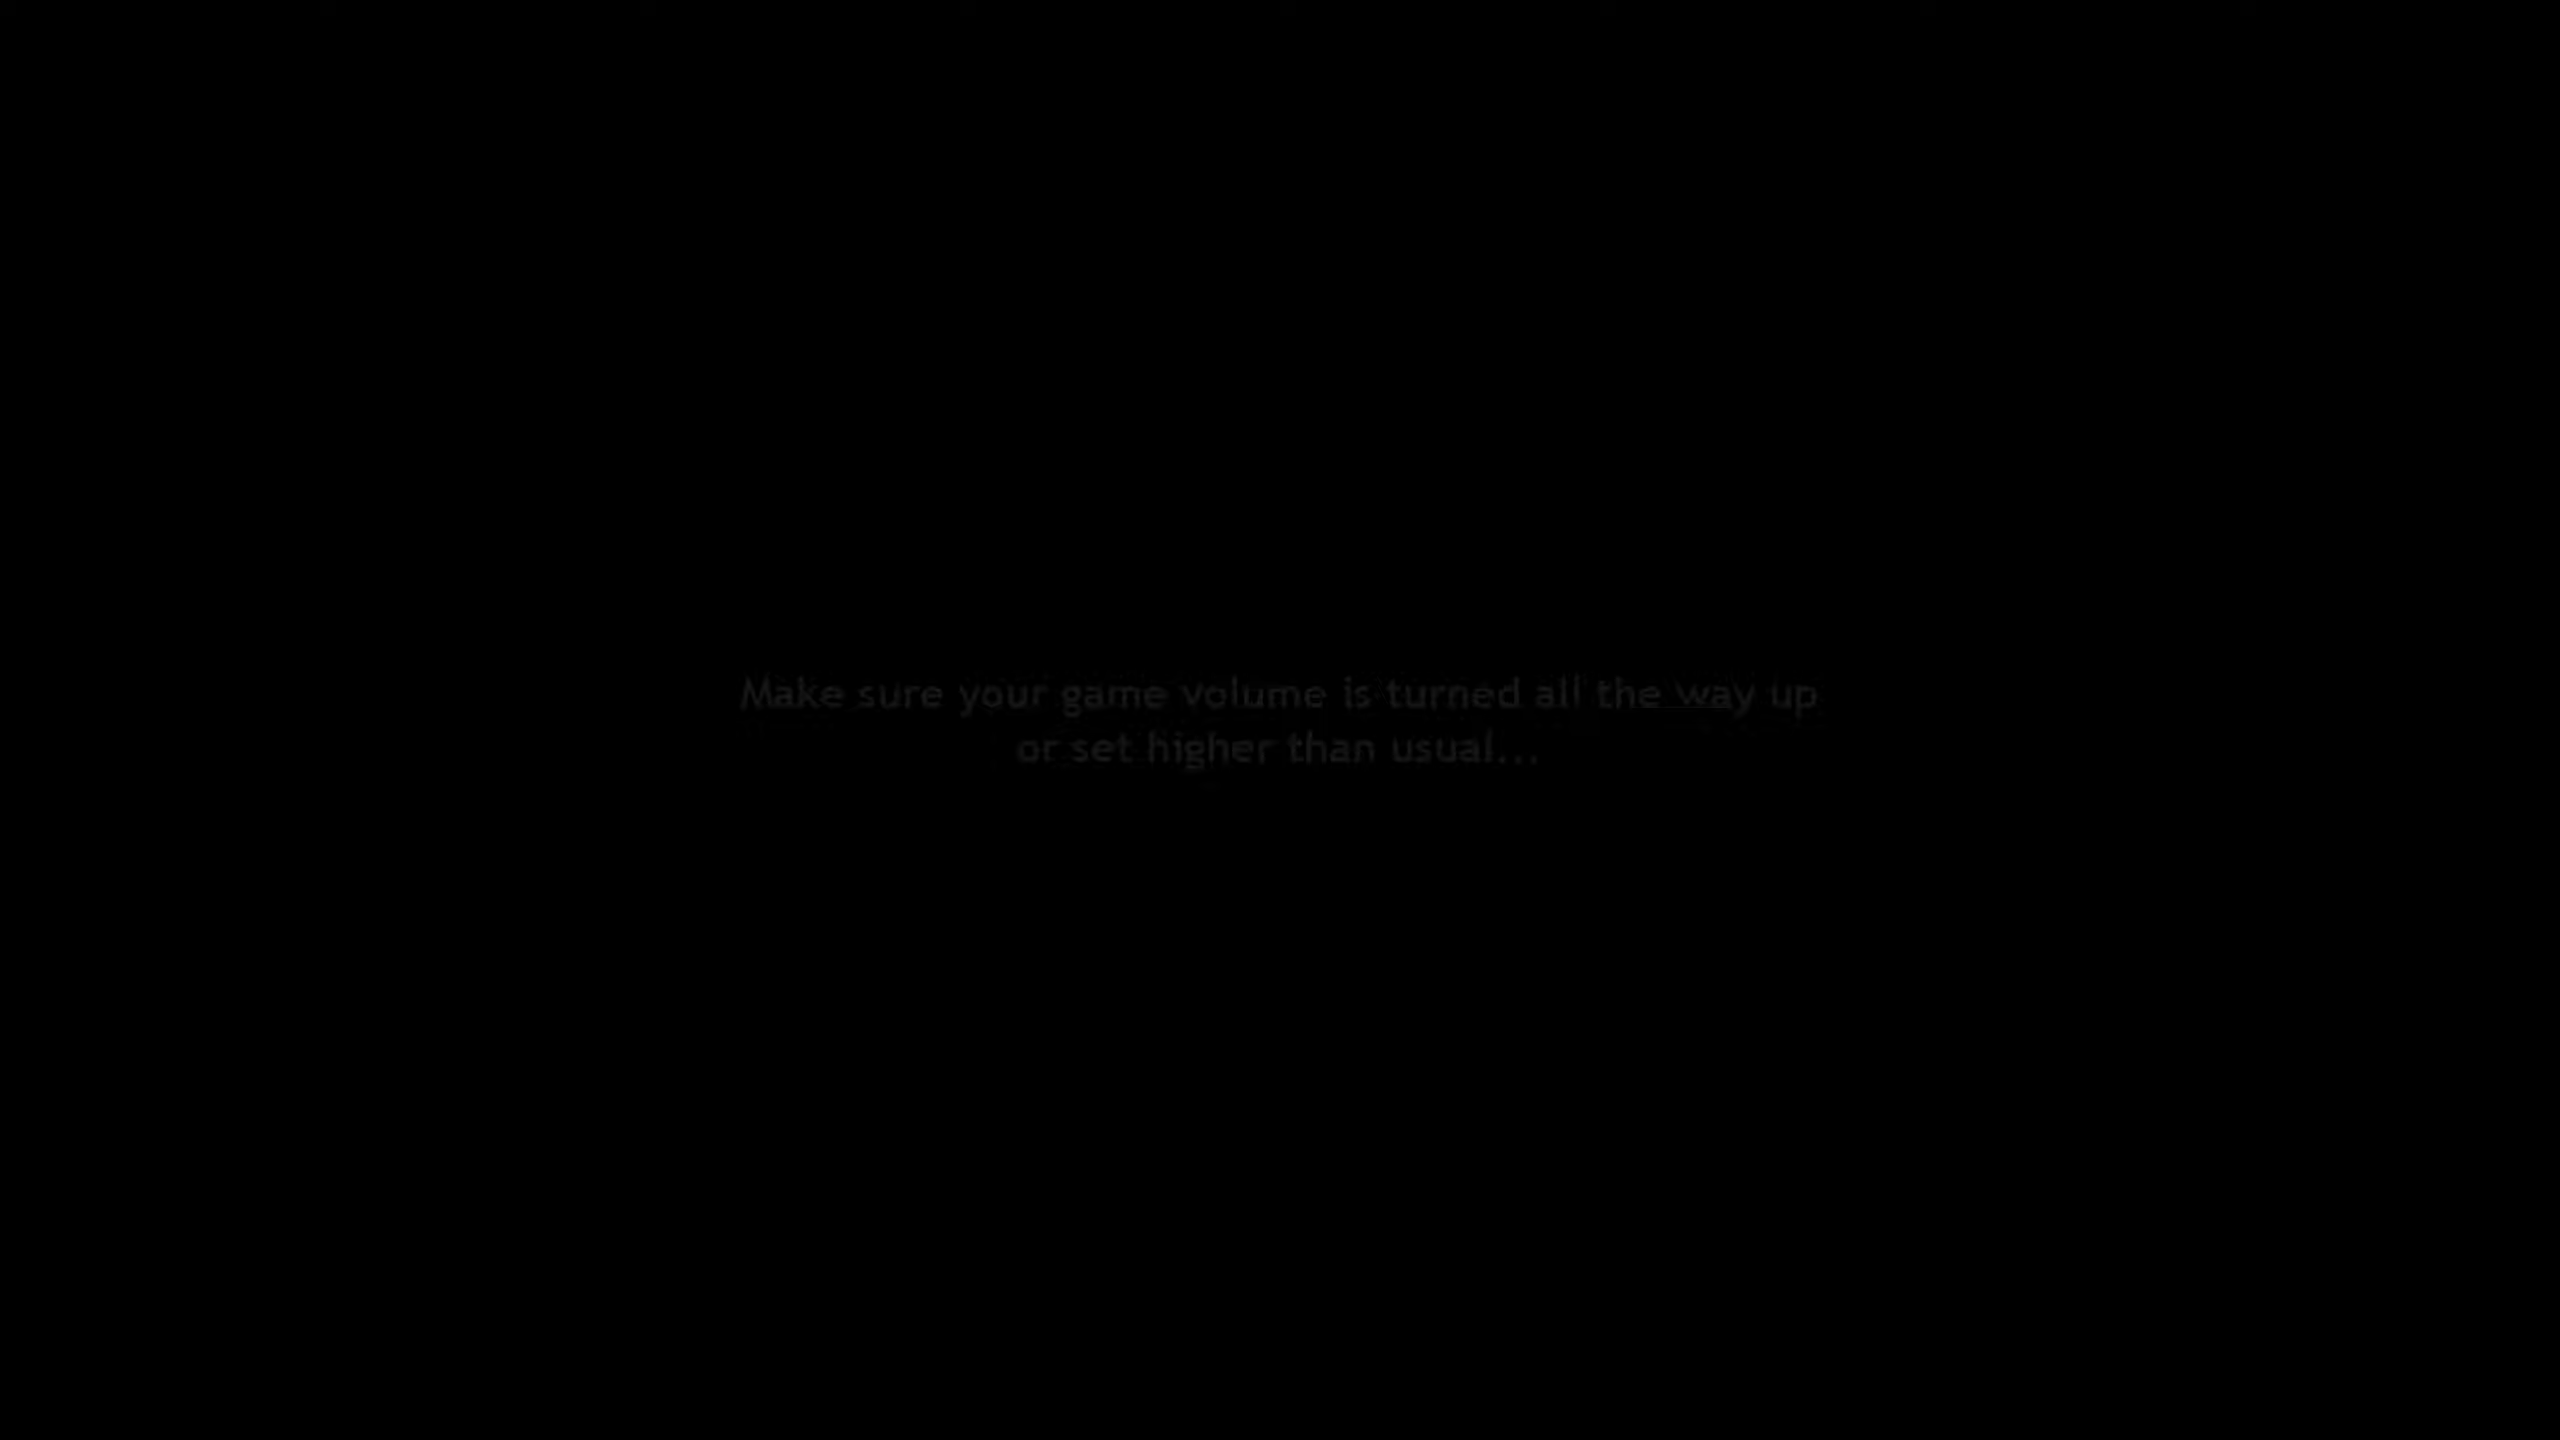 Make sure your game volume is turned all the way up
or set higher than usual...